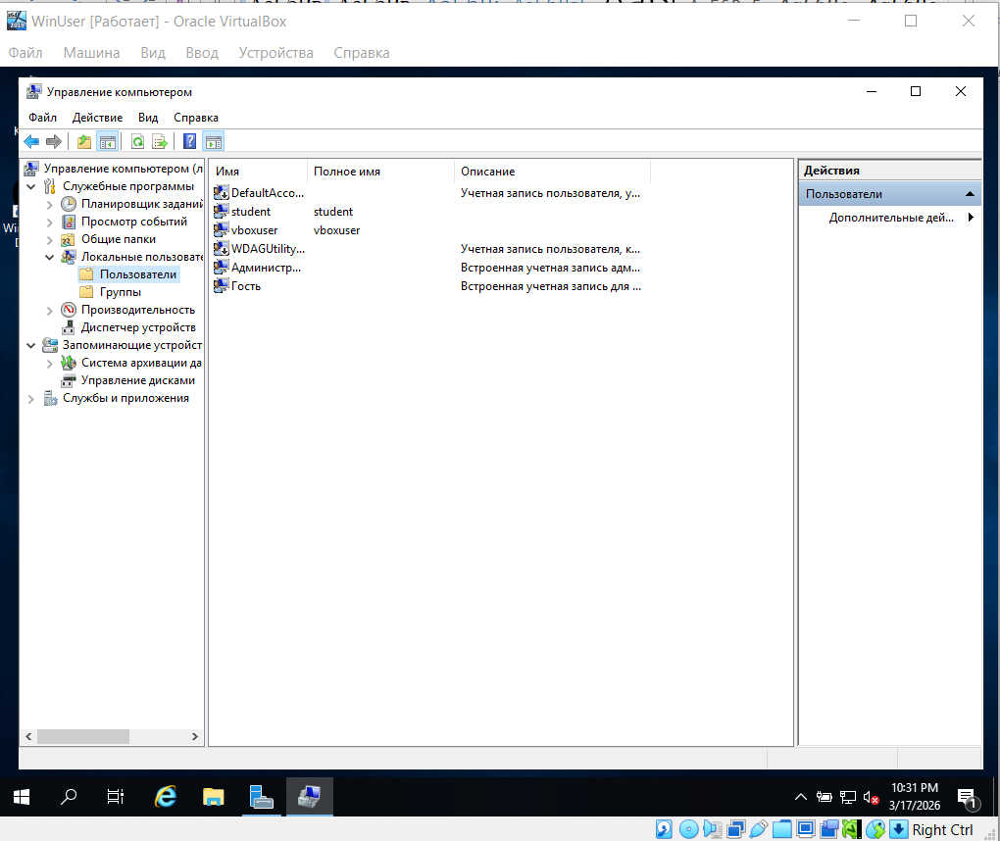 WinUser [Работает] - Oracle VirtualBox
Файл Машина Вид Ввод Устройства Справка
Управление компьютером
Файл Действие Вид Справка
Управление компьютером (л
Служебные программы
Планировщик заданий
Просмотр событий
Общие папки
Локальные пользовате
Пользователи
Группы
Производительность
Диспетчер устройств
Запоминающие устройст
Система архивации да
Управление дисками
Службы и приложения
Имя Полное имя Описание
DefaultAcco... Учетная запись пользователя, у...
student student
vboxuser vboxuser
WDAGUtility... Учетная запись пользователя, к...
Администр... Встроенная учетная запись адм...
Гость Встроенная учетная запись для ...
Действия
Пользователи
Дополнительные дей...
10:31 PM
3/17/2026
1
Right Ctrl